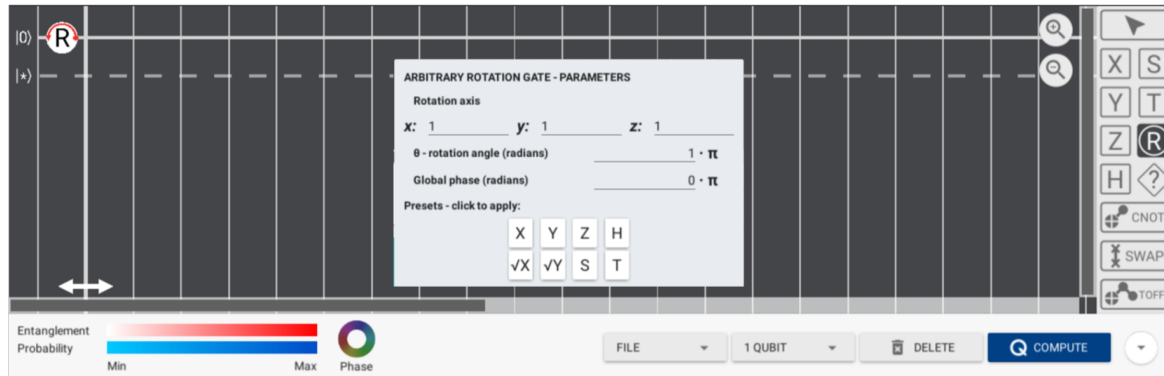 |0⟩ R
|*⟩
ARBITRARY ROTATION GATE - PARAMETERS
Rotation axis
x: 1 y: 1 z: 1
θ - rotation angle (radians) 1 · π
Global phase (radians) 0 · π
Presets - click to apply:
X Y Z H
√X √Y S T
X S
Y T
Z R
H ?
CNOT
SWAP
TOFF
Entanglement
Probability
Min Max Phase
FILE 1 QUBIT DELETE COMPUTE